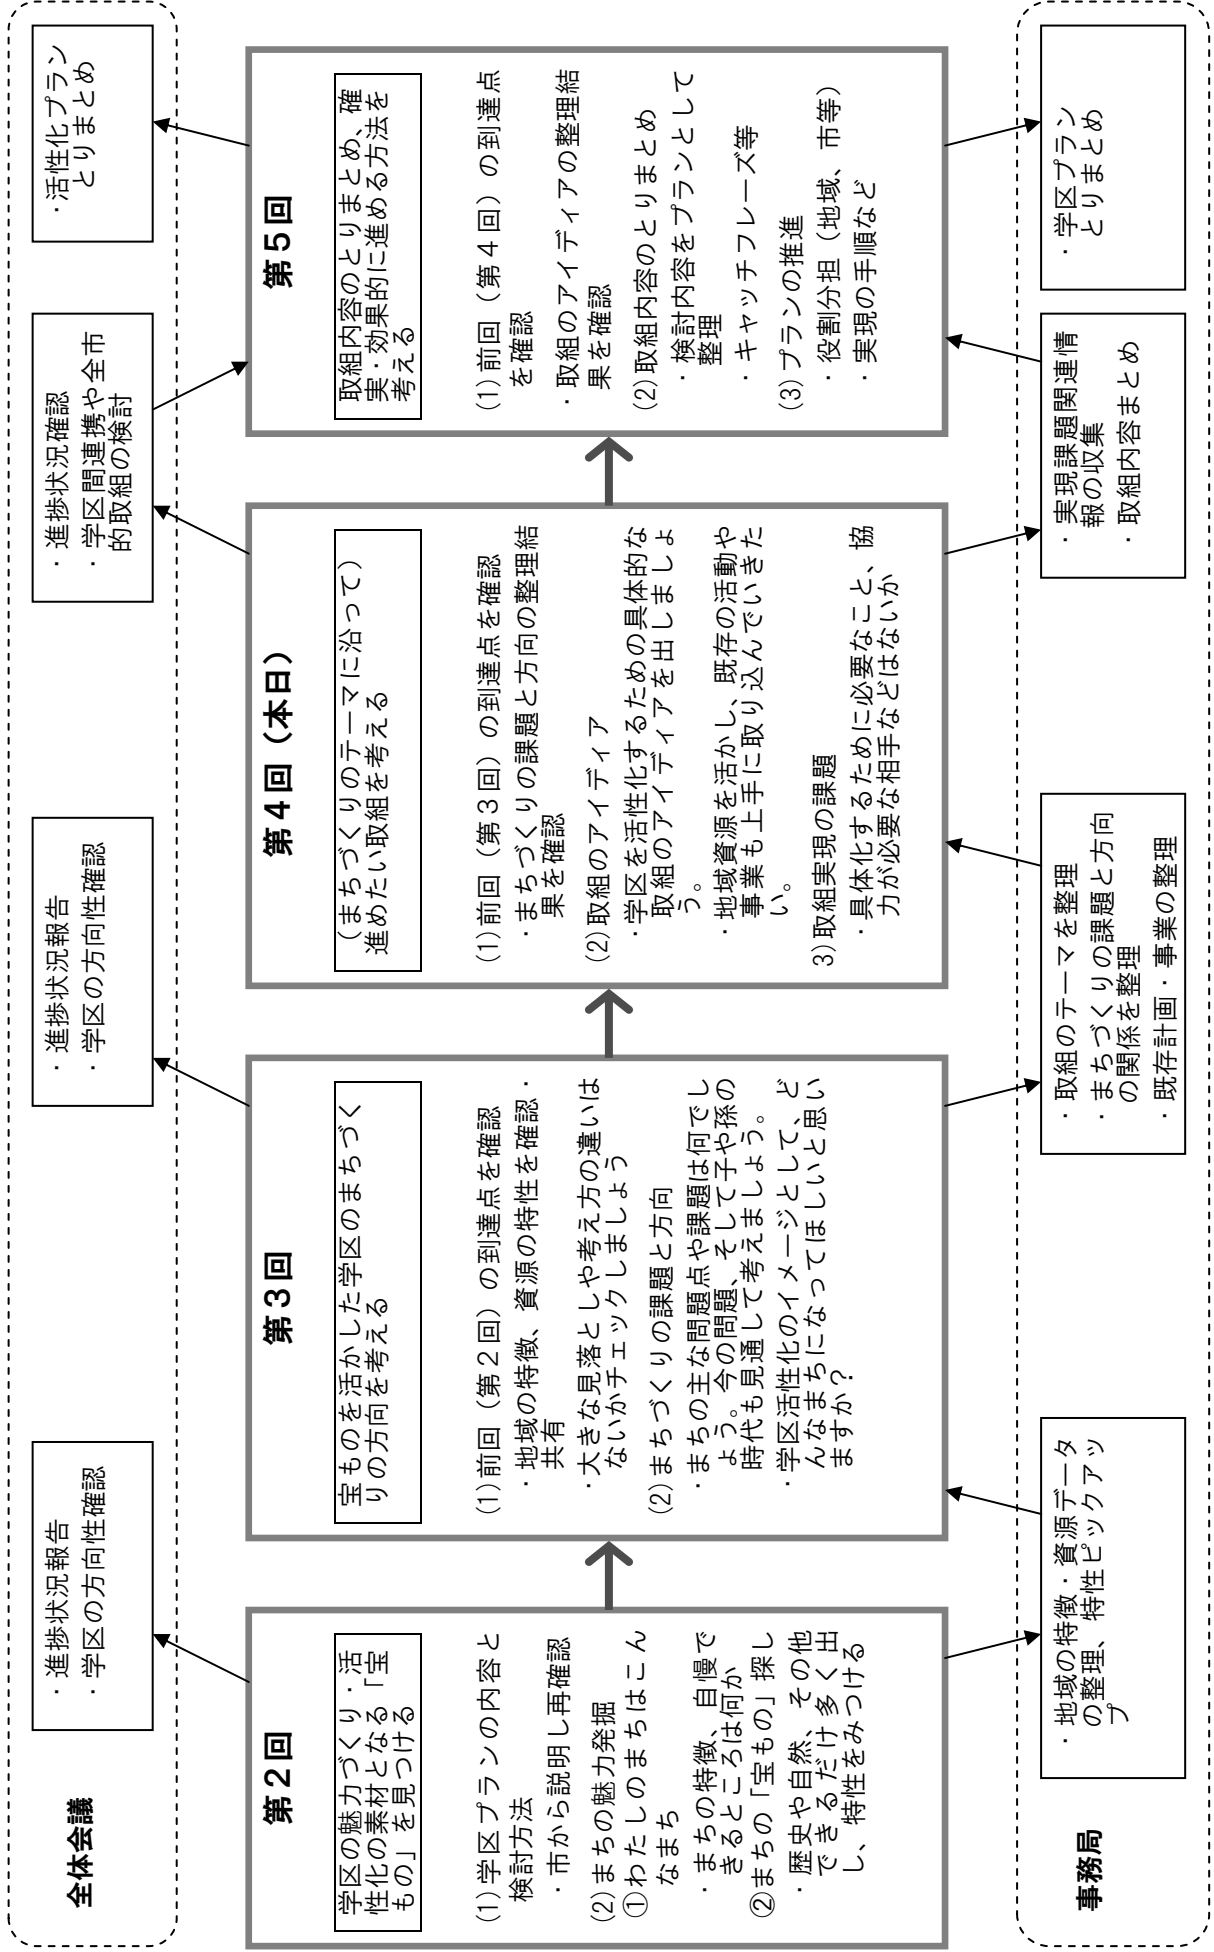 全体会議
・進捗状況報告
・学区の方向性確認
・進捗状況報告
・学区の方向性確認
・進捗状況確認
・学区間連携や全市
的取組の検討
・活性化プラン
とりまとめ
第2回
学区の魅力づくり・活
性化の素材となる「宝
もの」を見つける
(1)学区プランの内容と
検討方法
・市から説明し再確認
(2)まちの魅力発掘
①わたしのまちはこん
なまち
・まちの特徴、自慢で
きるところは何か
②まちの「宝もの」探し
・歴史や自然、その他
できるだけ多く出
し、特性をみつける
第3回
宝ものを活かした学区のまちづく
りの方向を考える
(1)前回（第2回）の到達点を確認
・地域の特徴、資源の特性を確認・
共有
・大きな見落としや考え方の違いは
ないかチェックしましょう
(2)まちづくりの課題と方向
・まちの主な問題点や課題は何でし
ょう。今の問題、そして子や孫の
時代も見通して考えましょう。
・学区活性化のイメージとして、ど
んなまちになってほしいと思い
ますか？
第4回（本日）
（まちづくりのテーマに沿って）
進めたい取組を考える
(1)前回（第3回）の到達点を確認
・まちづくりの課題と方向の整理結
果を確認
(2)取組のアイディア
・学区を活性化するための具体的な
取組のアイディアを出しましょ
う。
・地域資源を活かし、既存の活動や
事業も上手に取り込んでいきた
い。
3)取組実現の課題
・具体化するために必要なこと、協
力が必要な相手などはないか
第5回
取組内容のとりまとめ、確
実・効果的に進める方法を
考える
(1)前回（第4回）の到達点
を確認
・取組のアイディアの整理結
果を確認
(2)取組内容のとりまとめ
・検討内容をプランとして
整理
・キャッチフレーズ等
(3)プランの推進
・役割分担（地域、市等）
・実現の手順など
事務局
・地域の特徴・資源データ
の整理、特性ピックアッ
プ
・取組のテーマを整理
・まちづくりの課題と方向
の関係を整理
・既存計画・事業の整理
・実現課題関連情
報の収集
・取組内容まとめ
・学区プラン
とりまとめ